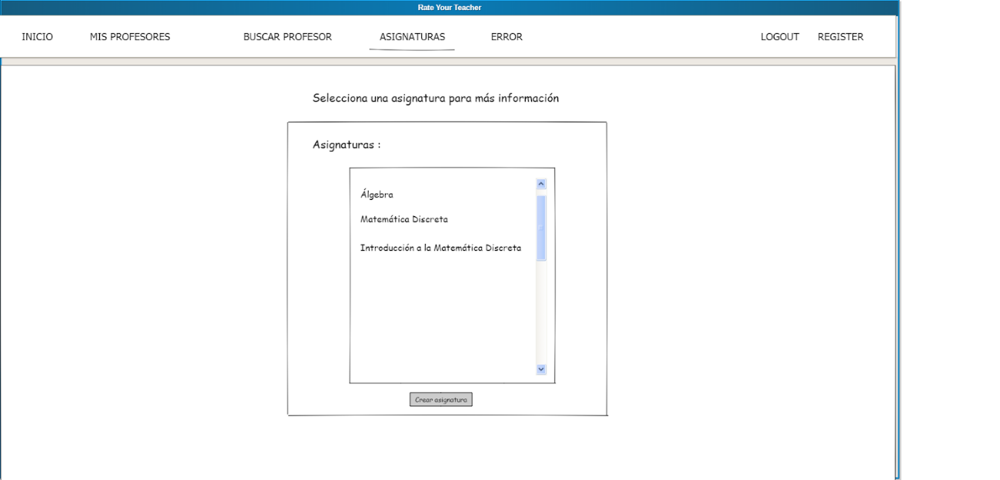 Rate Your Teacher
INICIO MIS PROFESORES BUSCAR PROFESOR ASIGNATURAS ERROR LOGOUT REGISTER
Selecciona una asignatura para más información
Asignaturas :
Álgebra
Matemática Discreta
Introducción a la Matemática Discreta
Crear asignatura